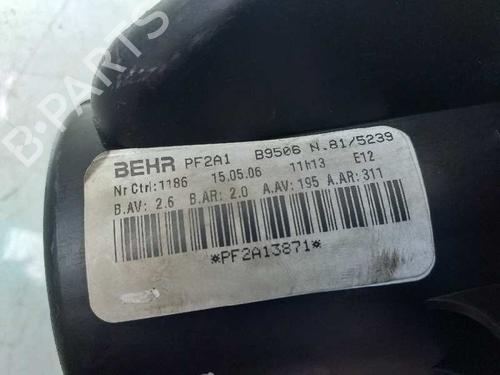 B-PARTS
BEHR PF2A1 B9506 N.81/5239
Nr Ctrl:1186 15.05.06 11h13 E12
B.AV: 2.6 B.AR: 2.0 A.AV: 195 A.AR: 311
*PF2A13871*